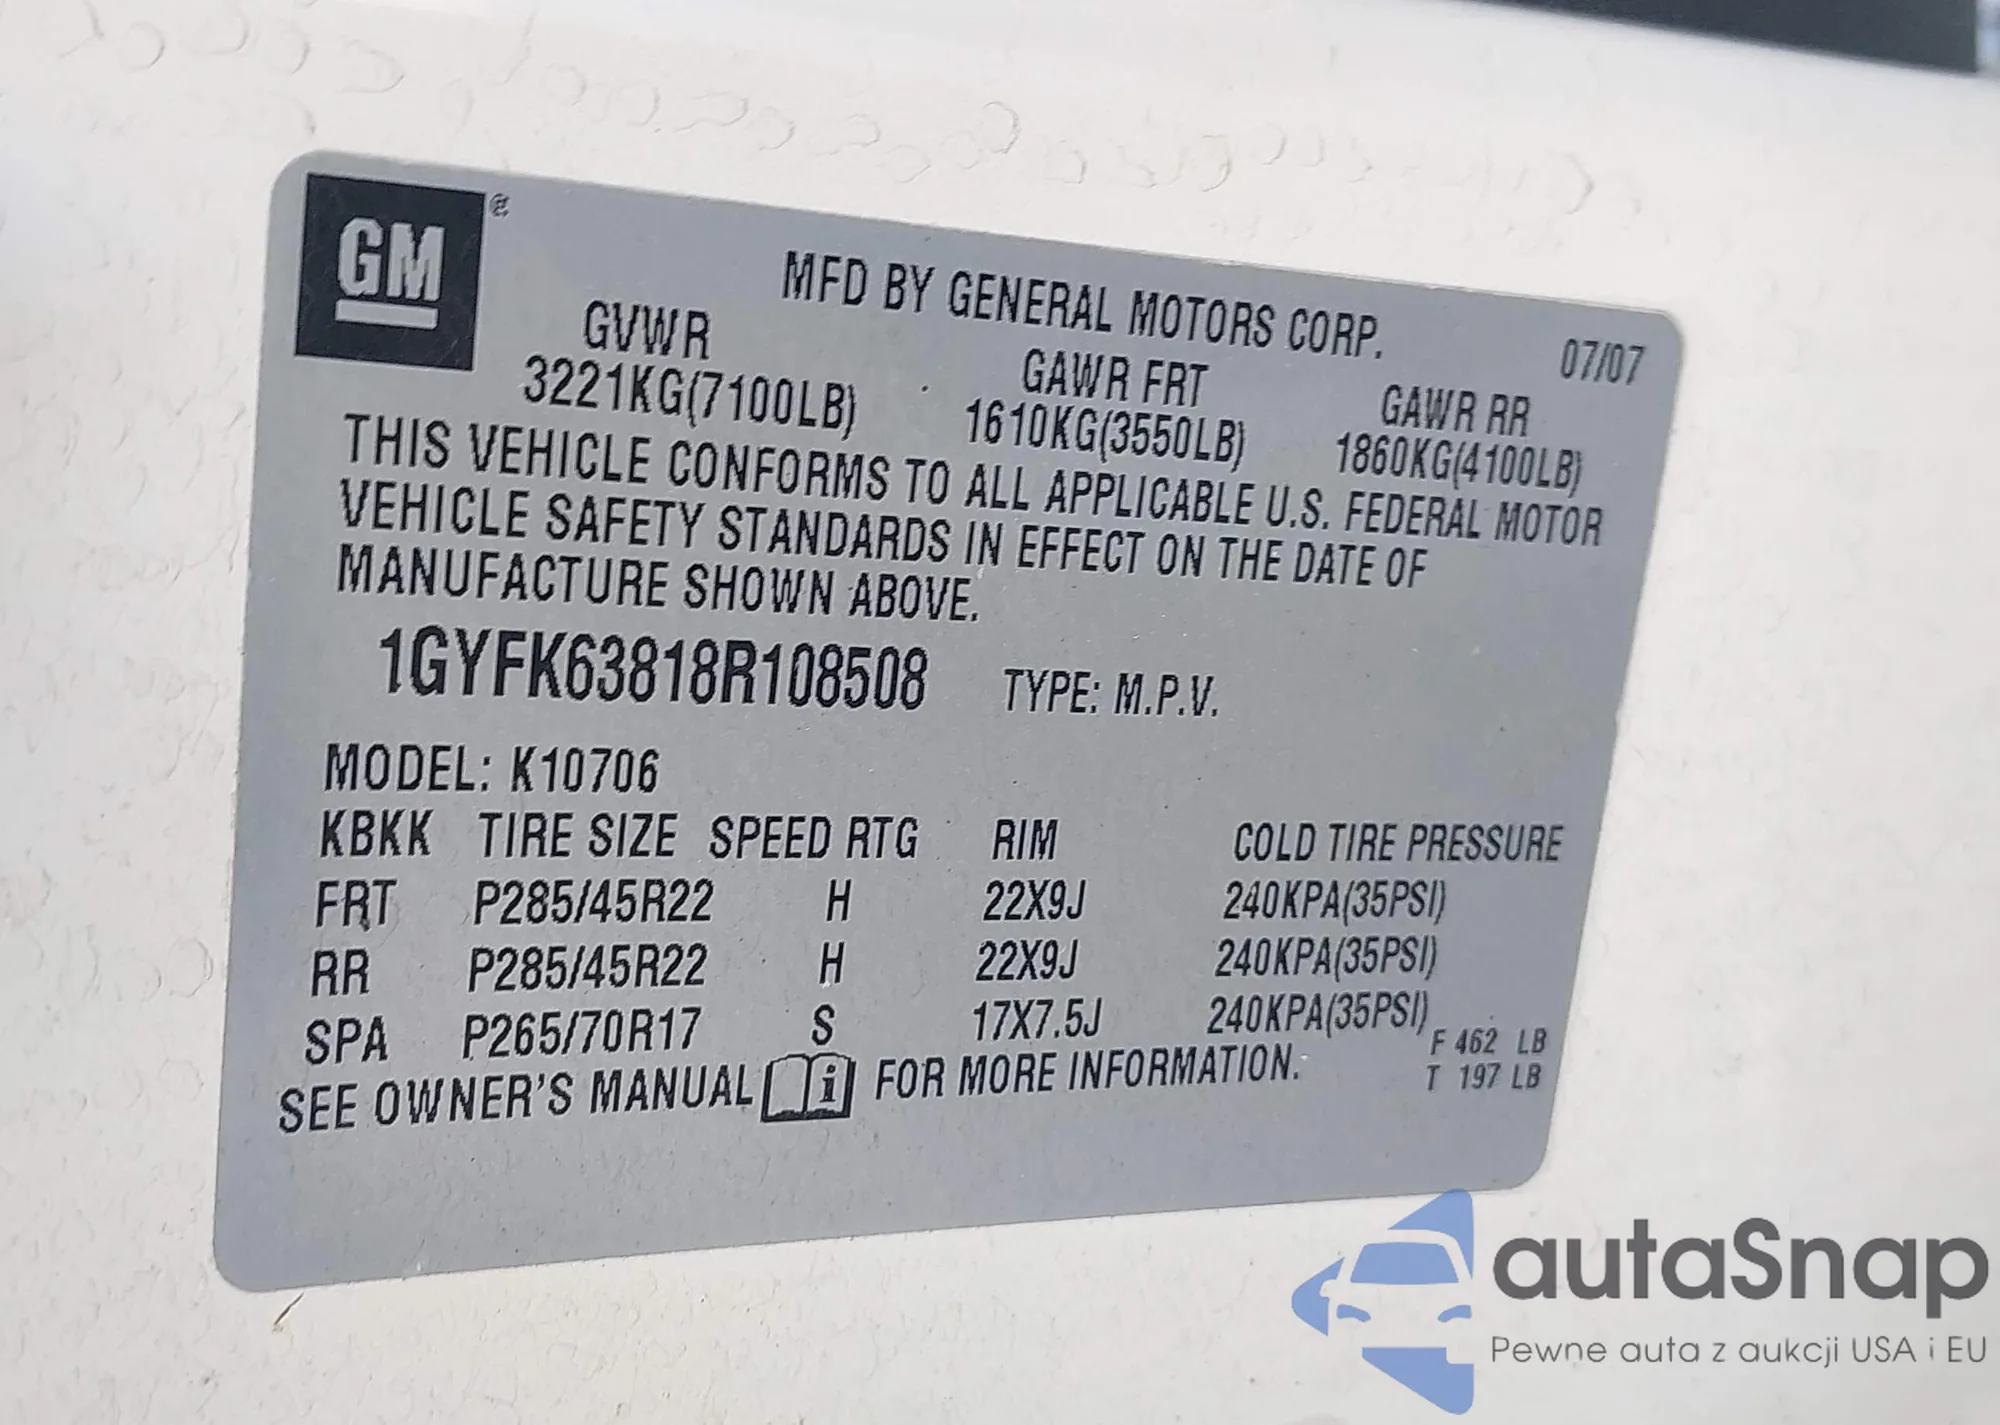 GM
MFD BY GENERAL MOTORS CORP. 07/07
GVWR GAWR FRT GAWR RR
3221KG(7100LB) 1610KG(3550LB) 1860KG(4100LB)
THIS VEHICLE CONFORMS TO ALL APPLICABLE U.S. FEDERAL MOTOR
VEHICLE SAFETY STANDARDS IN EFFECT ON THE DATE OF
MANUFACTURE SHOWN ABOVE.
1GYFK63818R108508 TYPE: M.P.V.
MODEL: K10706
KBKK TIRE SIZE SPEED RTG RIM COLD TIRE PRESSURE
FRT P285/45R22 H 22X9J 240KPA(35PSI)
RR P285/45R22 H 22X9J 240KPA(35PSI)
SPA P265/70R17 S 17X7.5J 240KPA(35PSI)
F 462 LB
T 197 LB
SEE OWNER'S MANUAL i FOR MORE INFORMATION.
autaSnap
Pewne auta z aukcji USA i EU